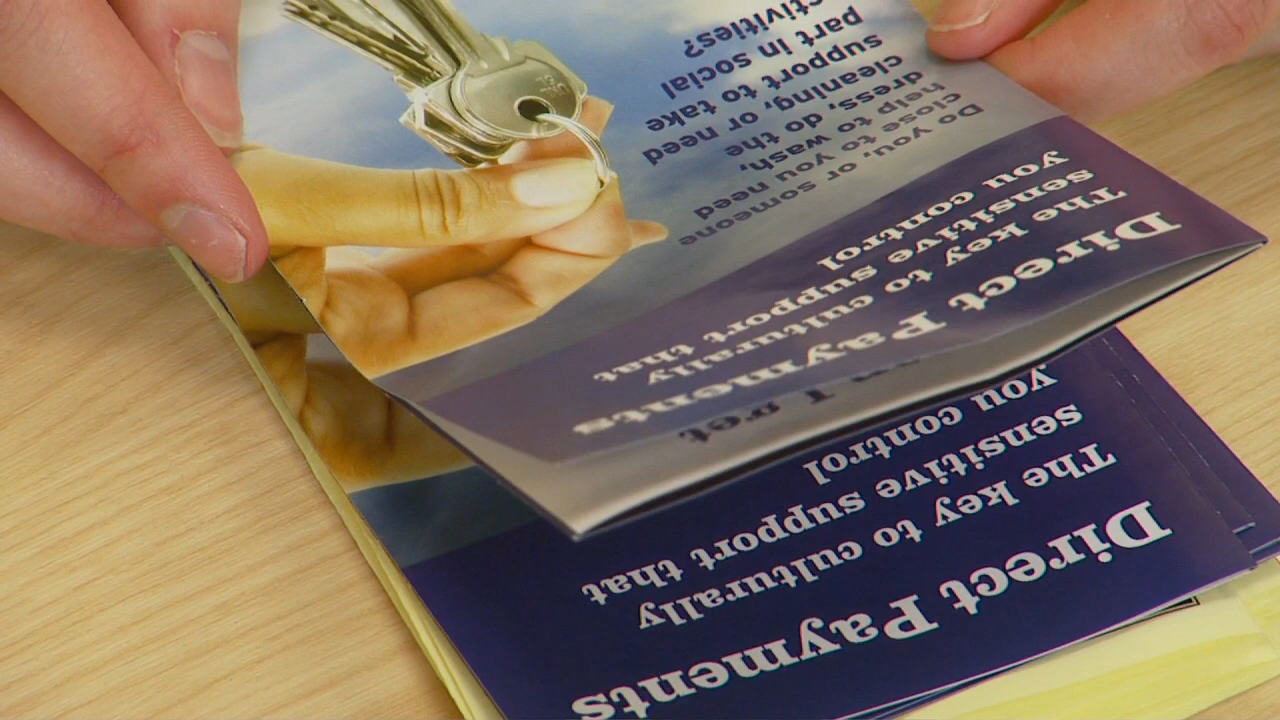 Direct Payments
The key to culturally
sensitive support that
you control
Do you, or someone
close to you need
help to wash,
dress, do the
cleaning, or need
support to take
part in social
ctivities?
I get
Direct Payments
The key to culturally
sensitive support that
you control